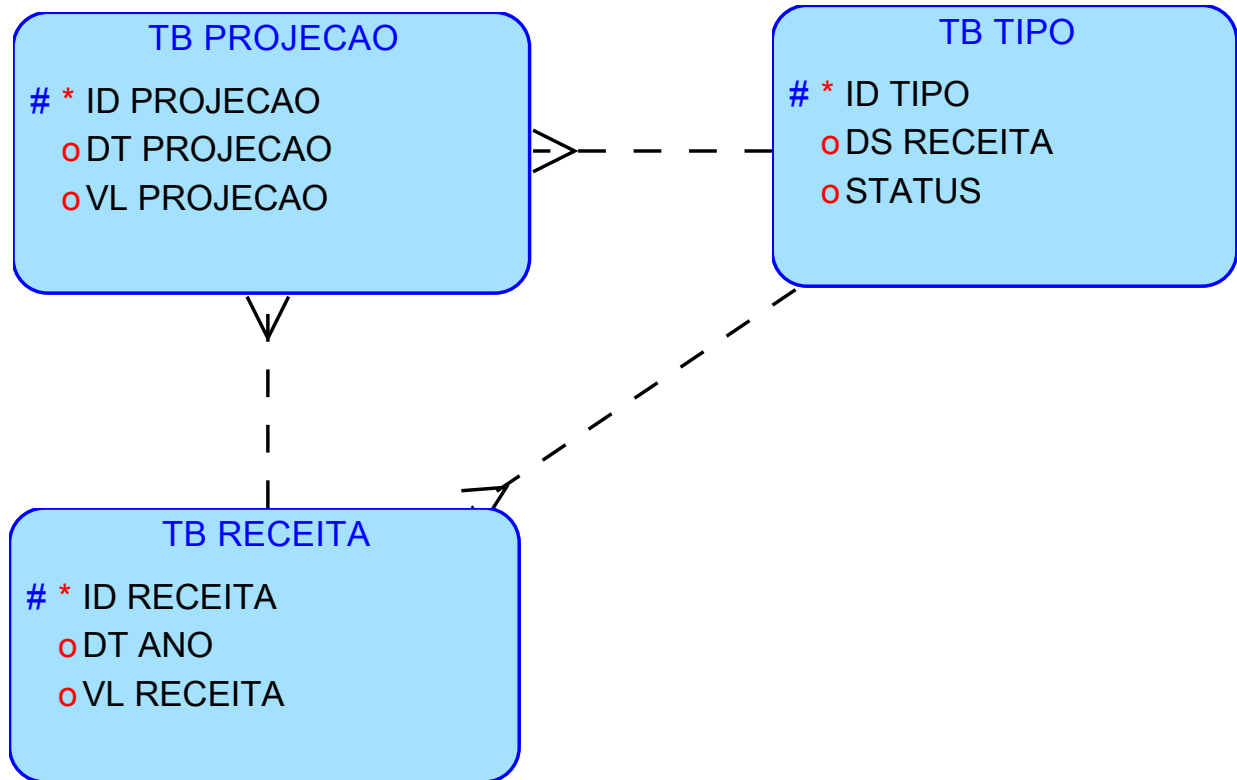 TB PROJECAO
# * ID PROJECAO
o DT PROJECAO
o VL PROJECAO
TB TIPO
# * ID TIPO
o DS RECEITA
o STATUS
TB RECEITA
# * ID RECEITA
o DT ANO
o VL RECEITA